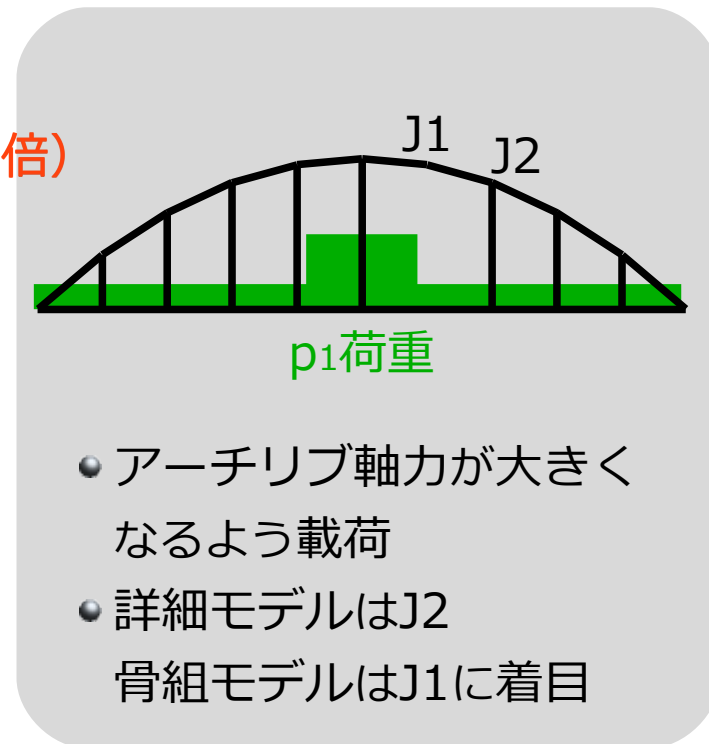 倍）
J1
J2
p1荷重
アーチリブ軸力が大きく
なるよう載荷
詳細モデルはJ2
骨組モデルはJ1に着目